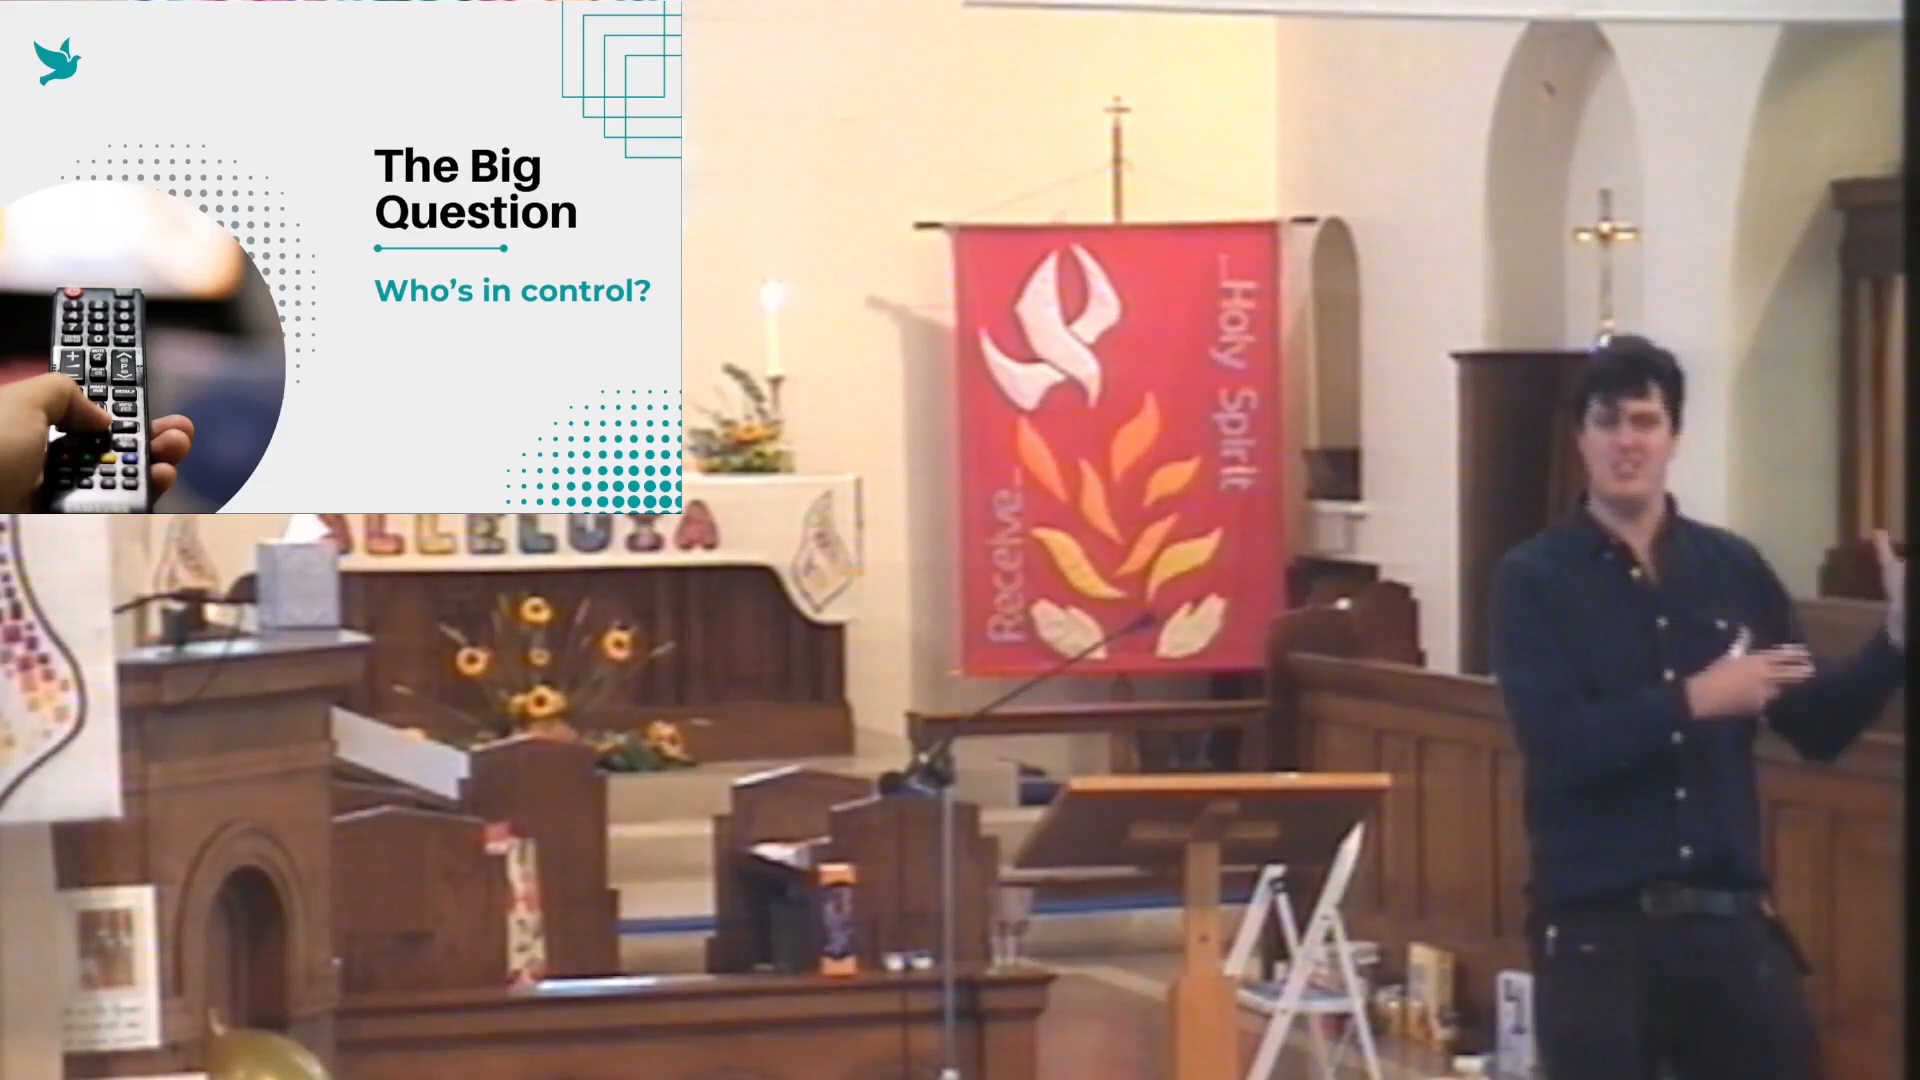 The Big
Question
Who's in control?
ALLELUIA
Receive...
...Holy Spirit